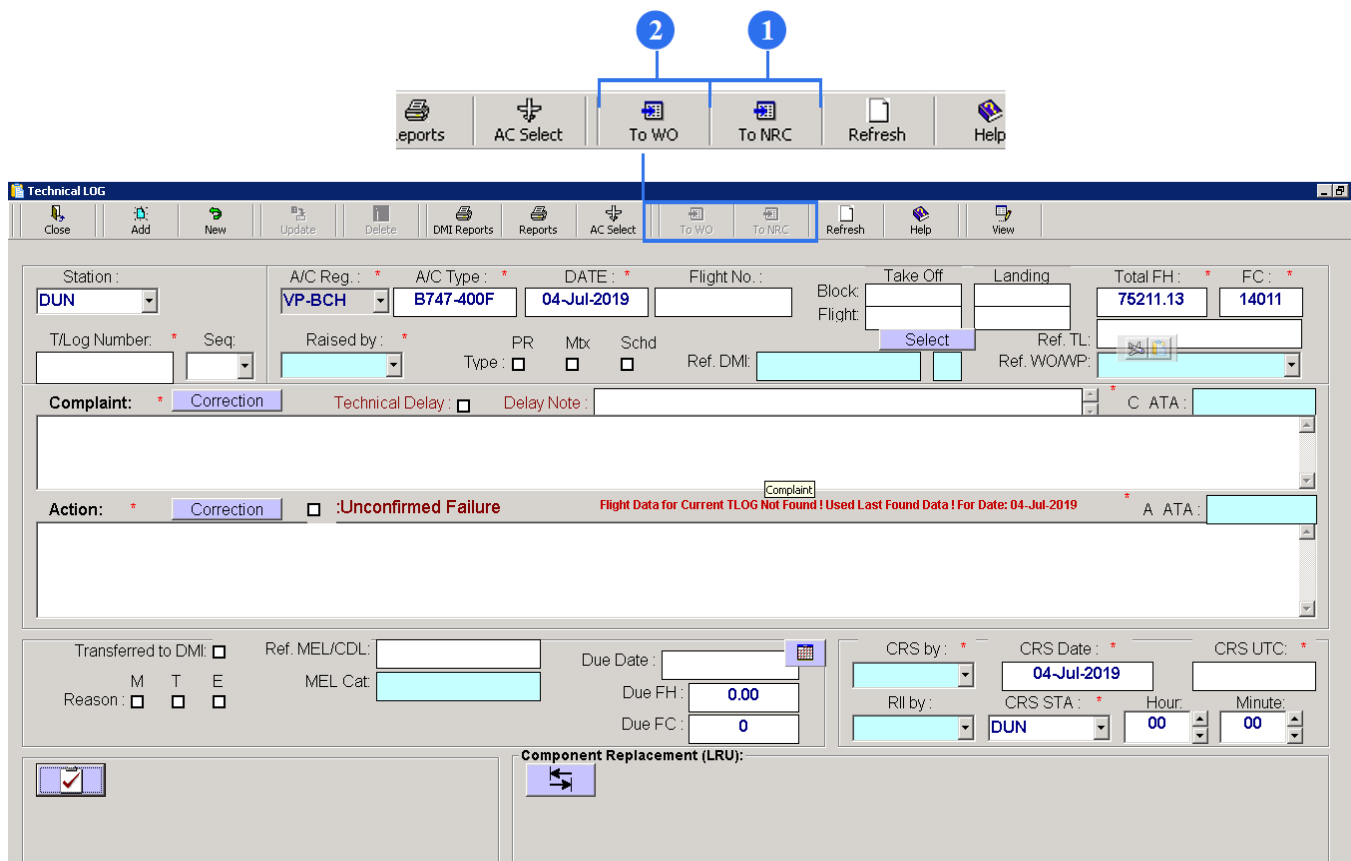 2 1
.eports AC Select To WO To NRC Refresh Help
Technical LOG
Close Add New Update Delete DMI Reports Reports AC Select To WO To NRC Refresh Help View
Station : A/C Reg. : * A/C Type : * DATE : * Flight No. : Take Off Landing Total FH : * FC : *
DUN VP-BCH B747-400F 04-Jul-2019 Block: 75211.13 14011
Flight:
T/Log Number: * Seq: Raised by : * PR Mtx Schd Select Ref. TL:
Type : Ref. DMI: Ref. WO/WP:
Complaint: * Correction Technical Delay : Delay Note : * C ATA :
Complaint
Action: * Correction :Unconfirmed Failure Flight Data for Current TLOG Not Found ! Used Last Found Data ! For Date: 04-Jul-2019 * A ATA :
Transferred to DMI: Ref. MEL/CDL: Due Date : CRS by : * CRS Date : * CRS UTC: *
04-Jul-2019
M T E MEL Cat:
Reason : Due FH : 0.00 RII by : CRS STA : * Hour: Minute:
Due FC : 0 DUN 00 00
Component Replacement (LRU):